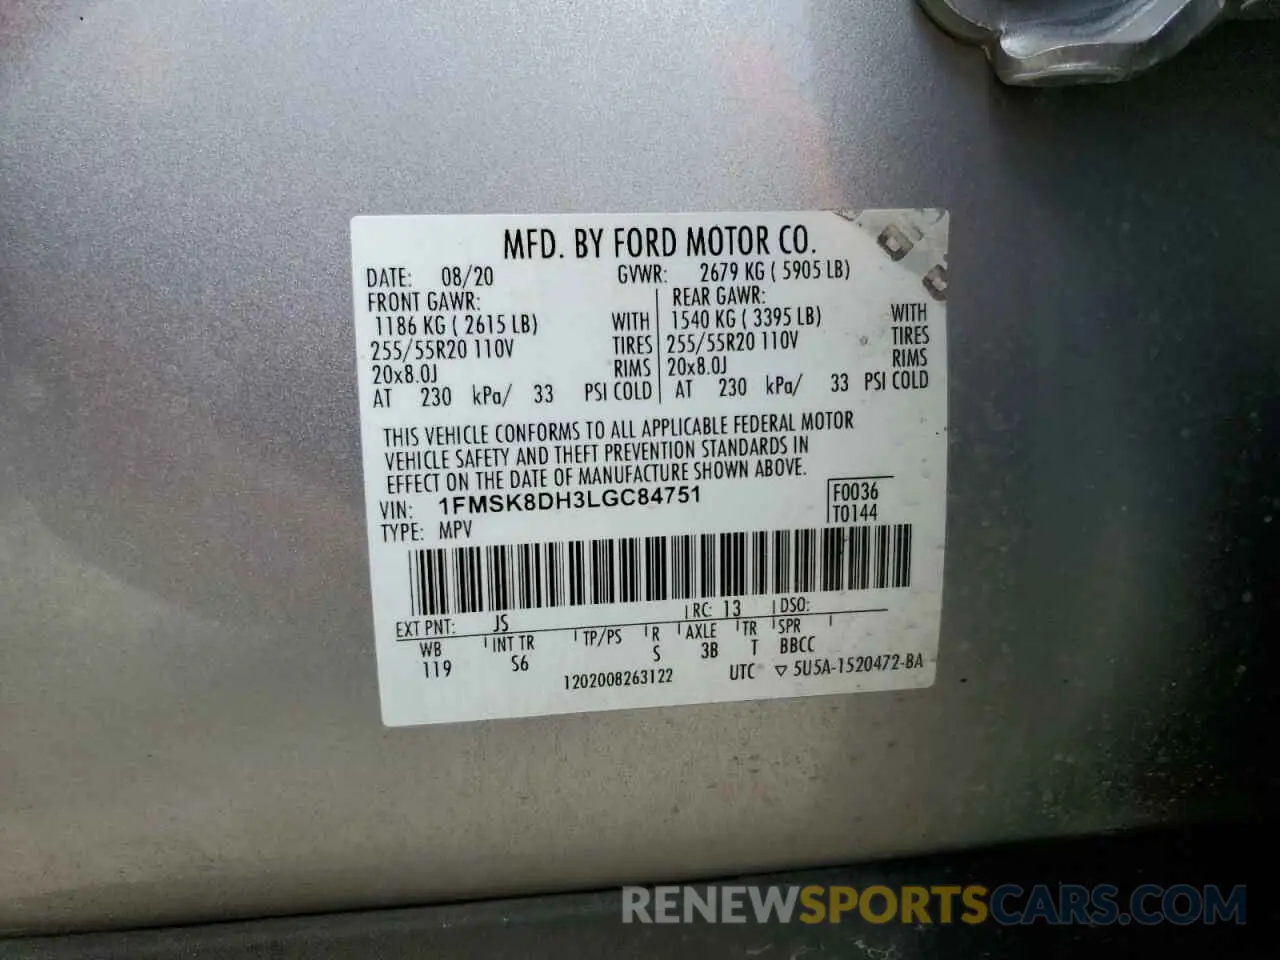 MFD. BY FORD MOTOR CO.
DATE: 08/20 GVWR: 2679 KG ( 5905 LB)
FRONT GAWR: REAR GAWR:
1186 KG ( 2615 LB) WITH 1540 KG ( 3395 LB) WITH
255/55R20 110V TIRES 255/55R20 110V TIRES
20x8.0J RIMS 20x8.0J RIMS
AT 230 kPa/ 33 PSI COLD AT 230 kPa/ 33 PSI COLD
THIS VEHICLE CONFORMS TO ALL APPLICABLE FEDERAL MOTOR
VEHICLE SAFETY AND THEFT PREVENTION STANDARDS IN
EFFECT ON THE DATE OF MANUFACTURE SHOWN ABOVE.
VIN: 1FMSK8DH3LGC84751 F0036
TYPE: MPV T0144
EXT PNT: JS RC: 13 DSO:
WB INT TR TP/PS R AXLE TR SPR
119 S6 S 3B T BBCC
1202008263122 UTC ▽ 5U5A-1520472-BA
RENEWSPORTSCARS.COM